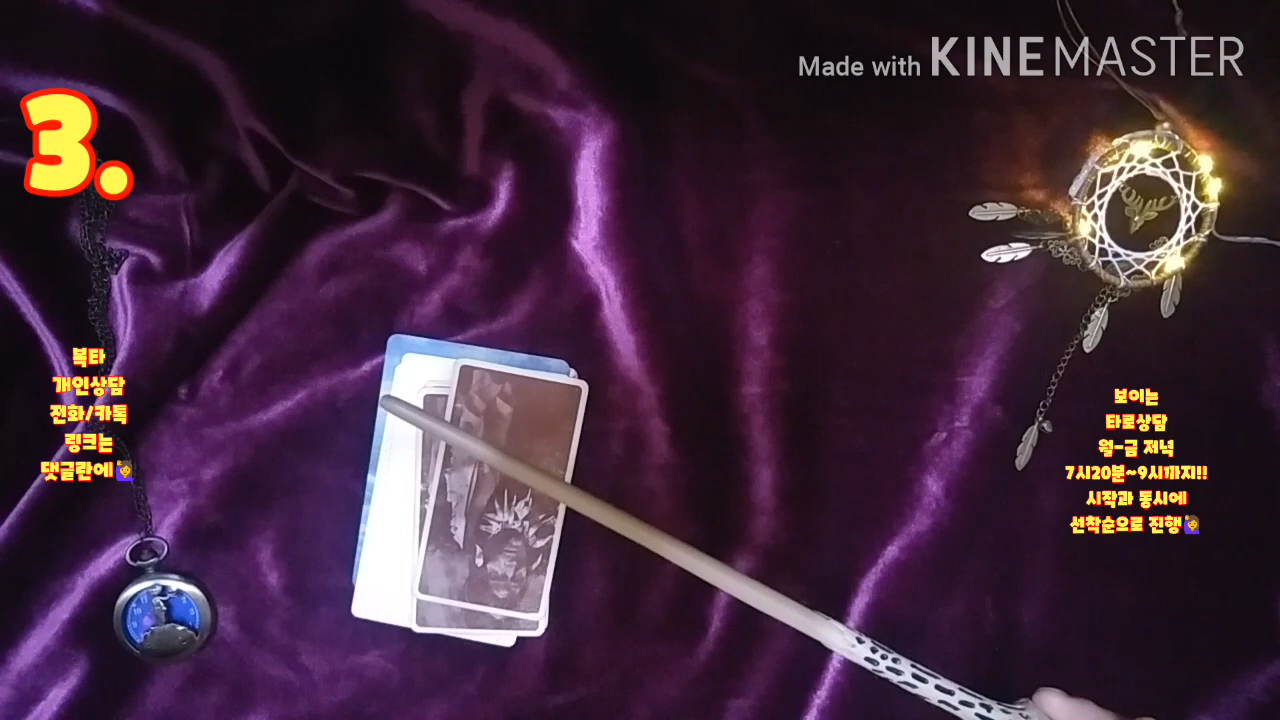 Made with KINEMASTER
3.
복타
개인상담
전화/카톡
링크는
댓글란에🙋‍♀️
보이는
타로상담
월-금 저녁
7시20분~9시까지!!
시작과 동시에
선착순으로 진행🙋‍♀️